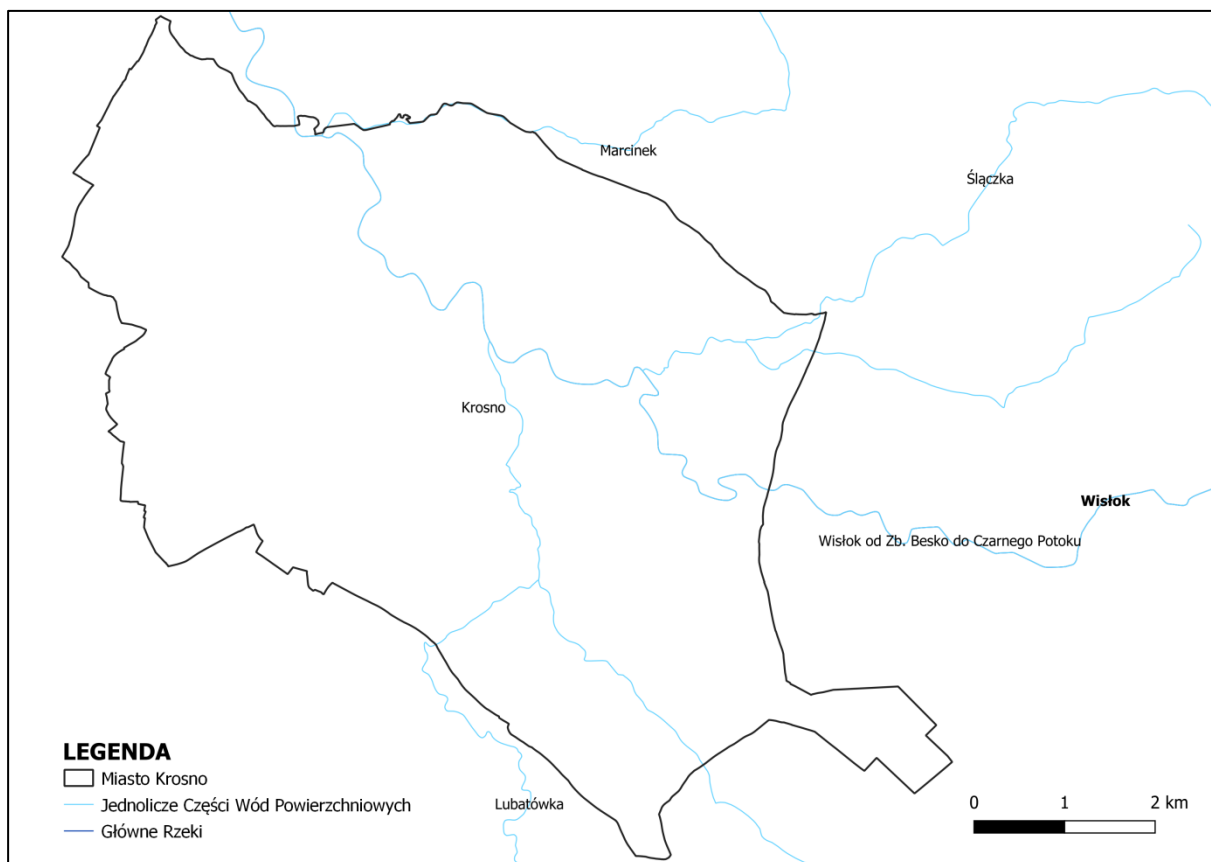 Marcinek
Ślączka
Krosno
Wisłok
Wisłok od Zb. Besko do Czarnego Potoku
Lubatówka
LEGENDA
Miasto Krosno
Jednolicze Części Wód Powierzchniowych
Główne Rzeki
0 1 2 km